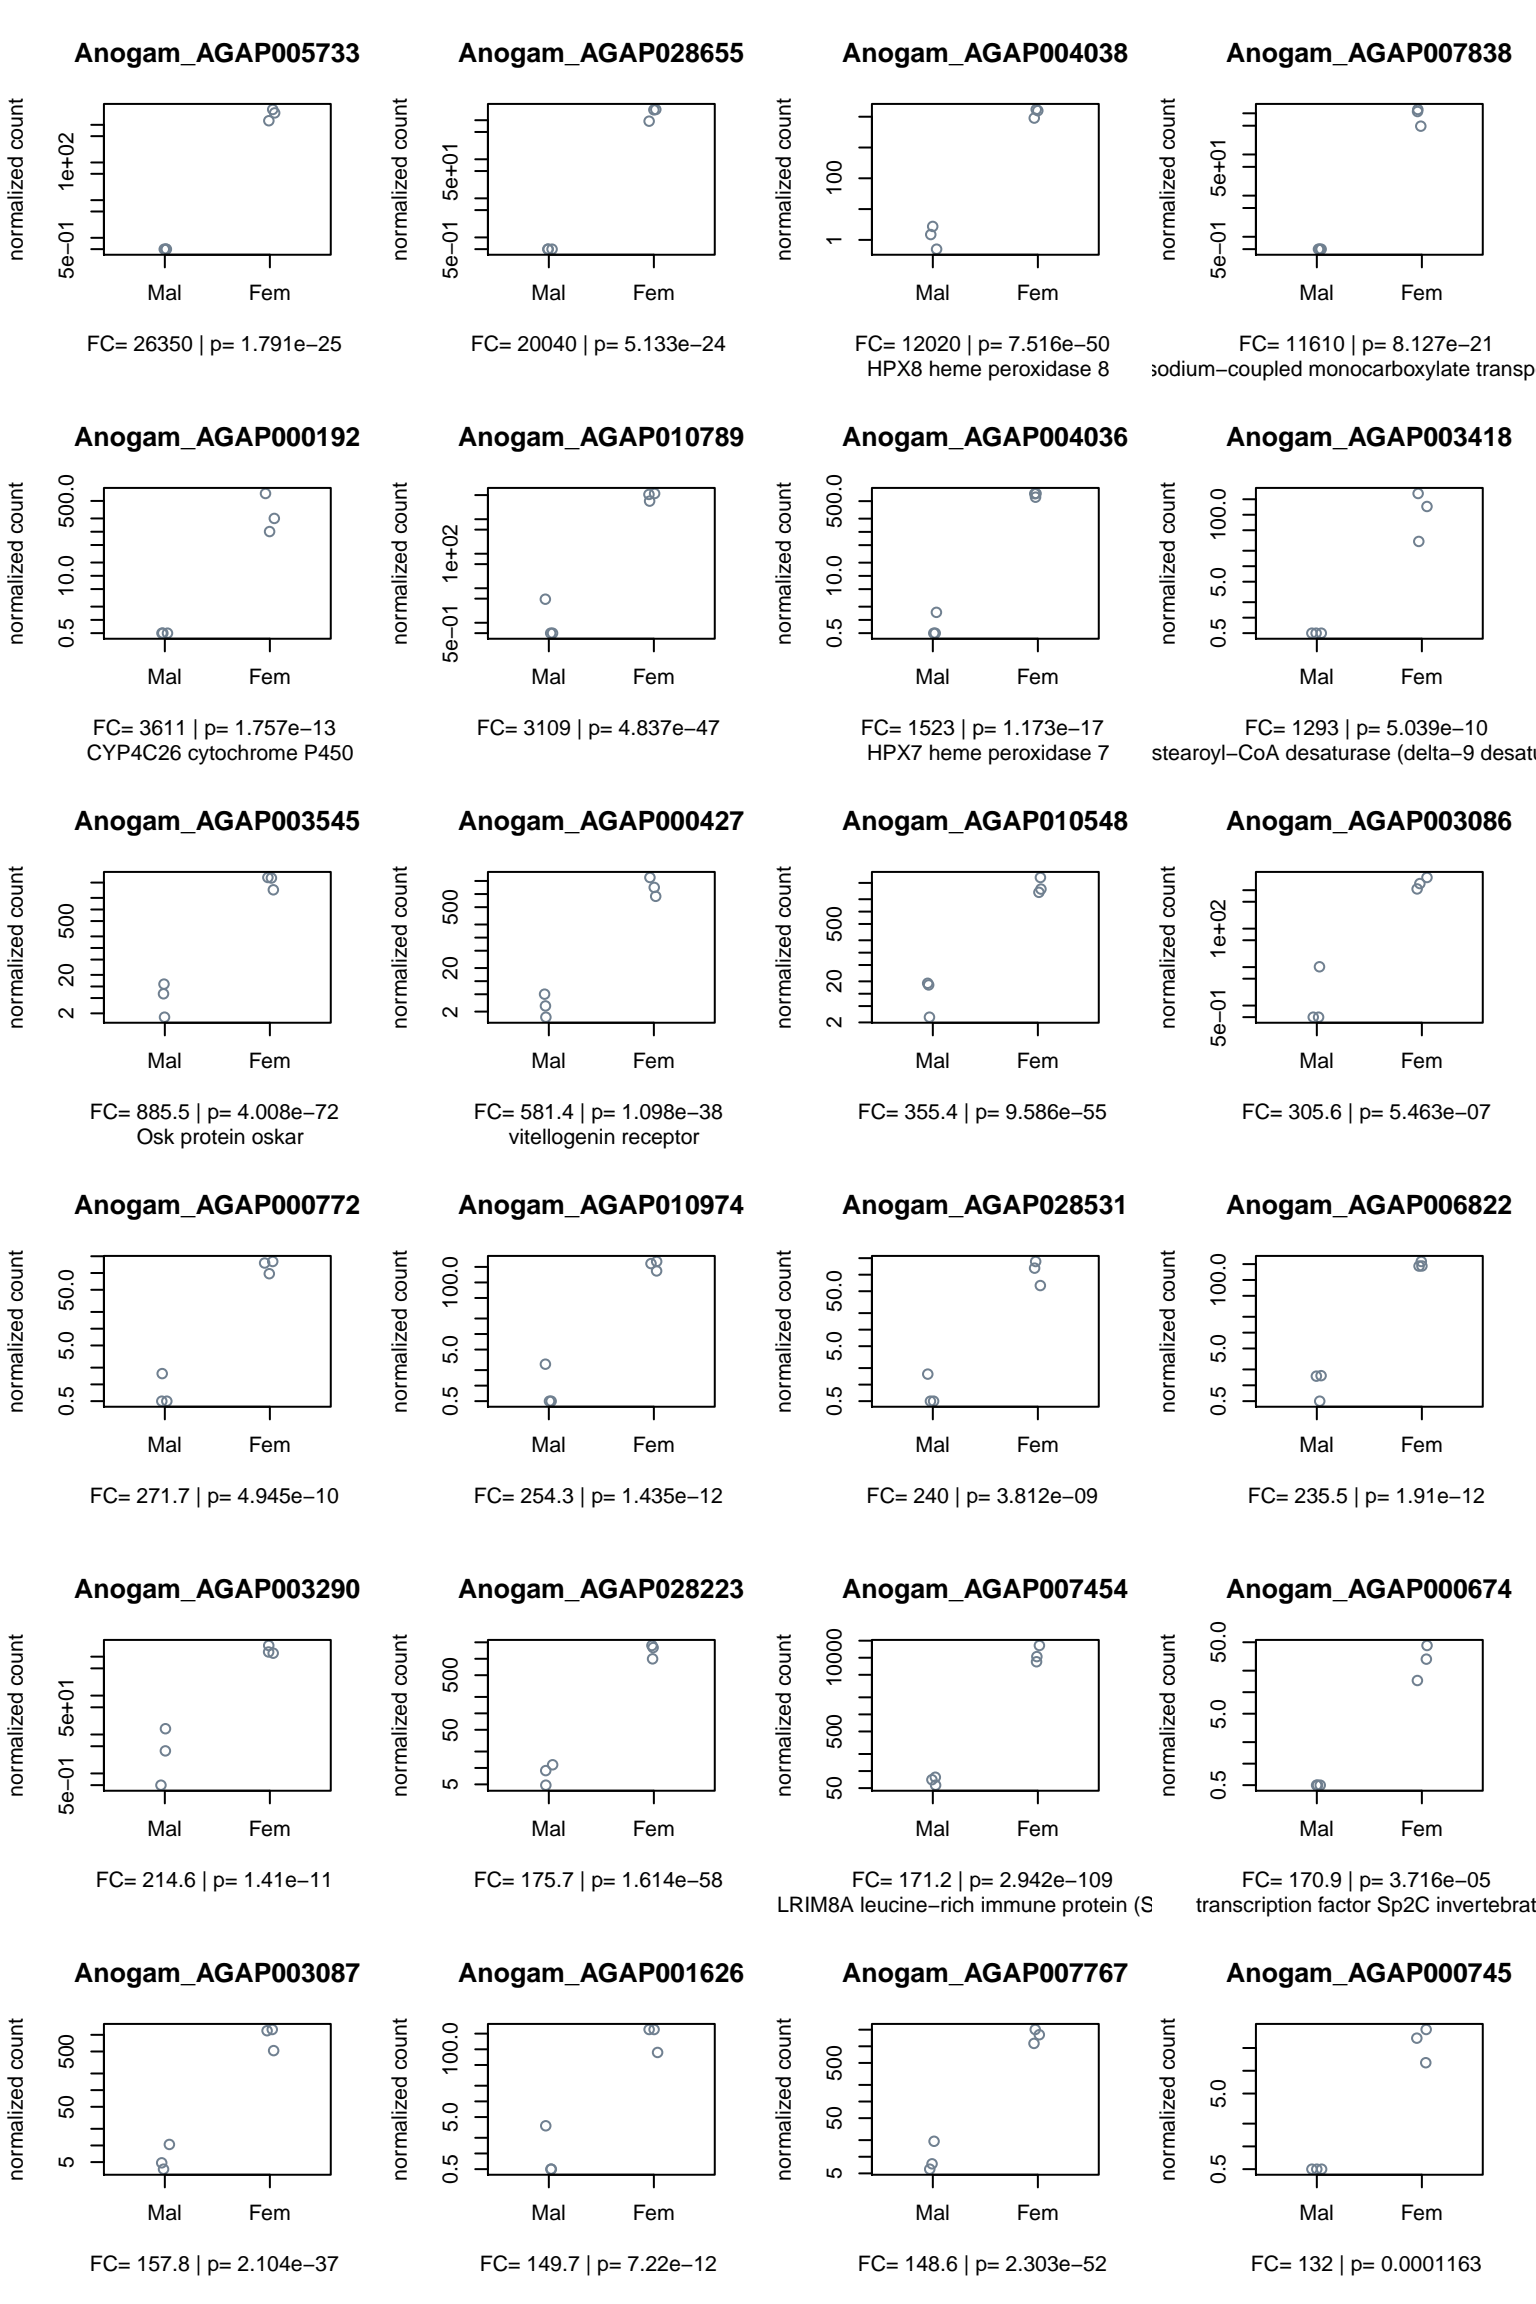 Anogam_AGAP005733
normalized count
5e−01 1e+02
Mal Fem
FC= 26350 | p= 1.791e−25
Anogam_AGAP028655
normalized count
5e−01 5e+01
Mal Fem
FC= 20040 | p= 5.133e−24
Anogam_AGAP004038
normalized count
1 100
Mal Fem
FC= 12020 | p= 7.516e−50
HPX8 heme peroxidase 8
Anogam_AGAP007838
normalized count
5e−01 5e+01
Mal Fem
FC= 11610 | p= 8.127e−21
sodium−coupled monocarboxylate transp
Anogam_AGAP000192
normalized count
0.5 10.0 500.0
Mal Fem
FC= 3611 | p= 1.757e−13
CYP4C26 cytochrome P450
Anogam_AGAP010789
normalized count
5e−01 1e+02
Mal Fem
FC= 3109 | p= 4.837e−47
Anogam_AGAP004036
normalized count
0.5 10.0 500.0
Mal Fem
FC= 1523 | p= 1.173e−17
HPX7 heme peroxidase 7
Anogam_AGAP003418
normalized count
0.5 5.0 100.0
Mal Fem
FC= 1293 | p= 5.039e−10
stearoyl−CoA desaturase (delta−9 desatu
Anogam_AGAP003545
normalized count
2 20 500
Mal Fem
FC= 885.5 | p= 4.008e−72
Osk protein oskar
Anogam_AGAP000427
normalized count
2 20 500
Mal Fem
FC= 581.4 | p= 1.098e−38
vitellogenin receptor
Anogam_AGAP010548
normalized count
2 20 500
Mal Fem
FC= 355.4 | p= 9.586e−55
Anogam_AGAP003086
normalized count
5e−01 1e+02
Mal Fem
FC= 305.6 | p= 5.463e−07
Anogam_AGAP000772
normalized count
0.5 5.0 50.0
Mal Fem
FC= 271.7 | p= 4.945e−10
Anogam_AGAP010974
normalized count
0.5 5.0 100.0
Mal Fem
FC= 254.3 | p= 1.435e−12
Anogam_AGAP028531
normalized count
0.5 5.0 50.0
Mal Fem
FC= 240 | p= 3.812e−09
Anogam_AGAP006822
normalized count
0.5 5.0 100.0
Mal Fem
FC= 235.5 | p= 1.91e−12
Anogam_AGAP003290
normalized count
5e−01 5e+01
Mal Fem
FC= 214.6 | p= 1.41e−11
Anogam_AGAP028223
normalized count
5 50 500
Mal Fem
FC= 175.7 | p= 1.614e−58
Anogam_AGAP007454
normalized count
50 500 10000
Mal Fem
FC= 171.2 | p= 2.942e−109
LRIM8A leucine−rich immune protein (S
Anogam_AGAP000674
normalized count
0.5 5.0 50.0
Mal Fem
FC= 170.9 | p= 3.716e−05
transcription factor Sp2C invertebrat
Anogam_AGAP003087
normalized count
5 50 500
Mal Fem
FC= 157.8 | p= 2.104e−37
Anogam_AGAP001626
normalized count
0.5 5.0 100.0
Mal Fem
FC= 149.7 | p= 7.22e−12
Anogam_AGAP007767
normalized count
5 50 500
Mal Fem
FC= 148.6 | p= 2.303e−52
Anogam_AGAP000745
normalized count
0.5 5.0
Mal Fem
FC= 132 | p= 0.0001163